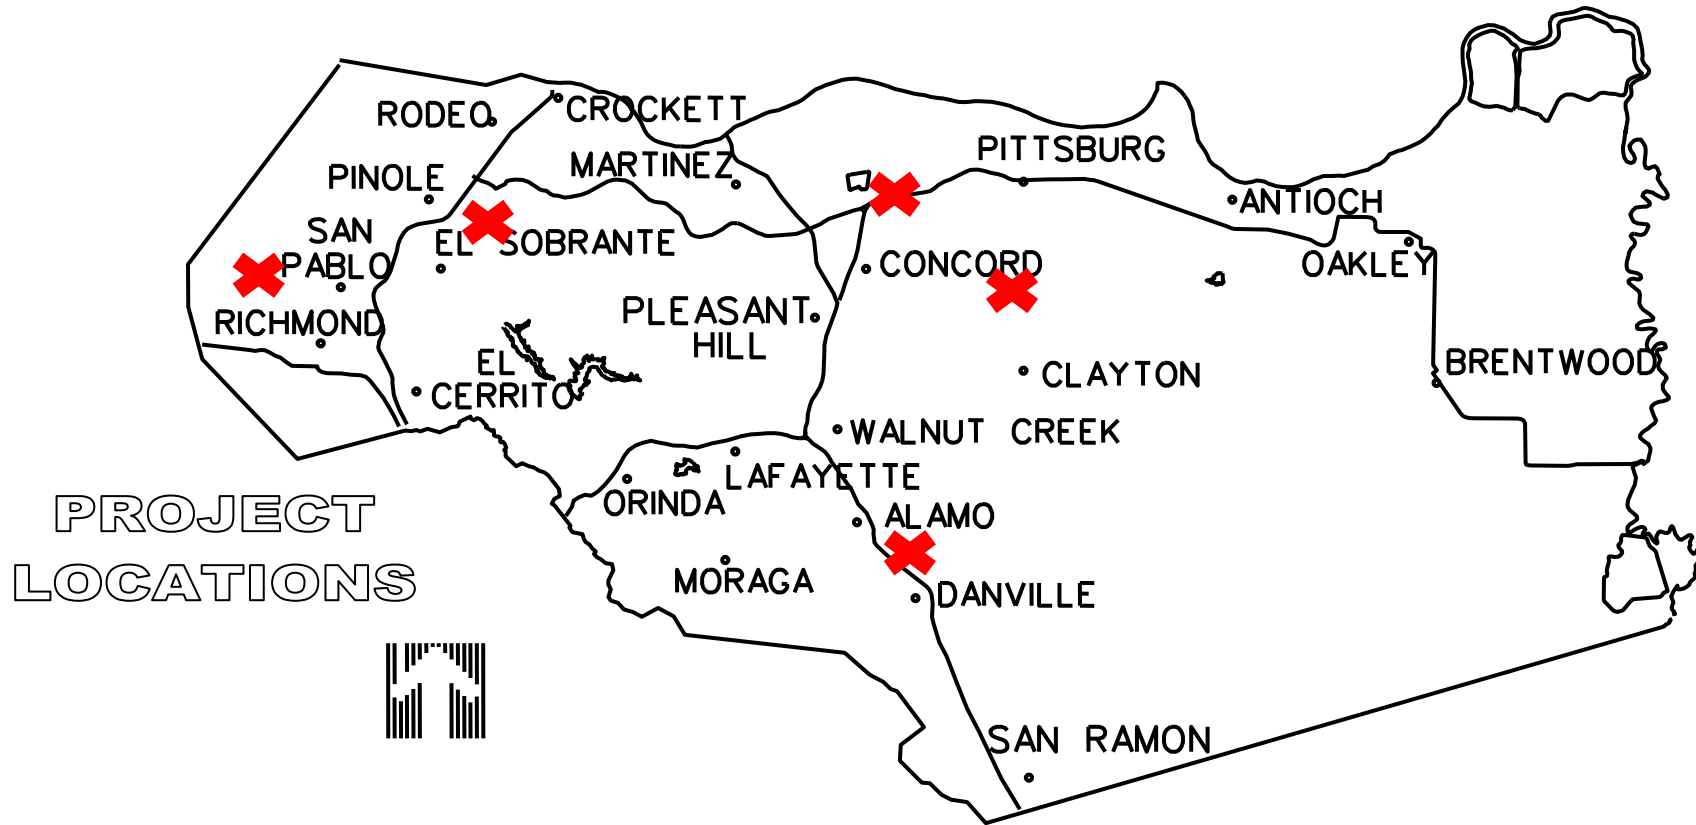 RODEO
CROCKETT
PINOLE
MARTINEZ
PITTSBURG
SAN
PABLO
EL SOBRANTE
ANTIOCH
CONCORD
OAKLEY
RICHMOND
PLEASANT
HILL
EL
CERRITO
CLAYTON
BRENTWOOD
WALNUT CREEK
LAFAYETTE
ORINDA
ALAMO
PROJECT
LOCATIONS
MORAGA
DANVILLE
SAN RAMON